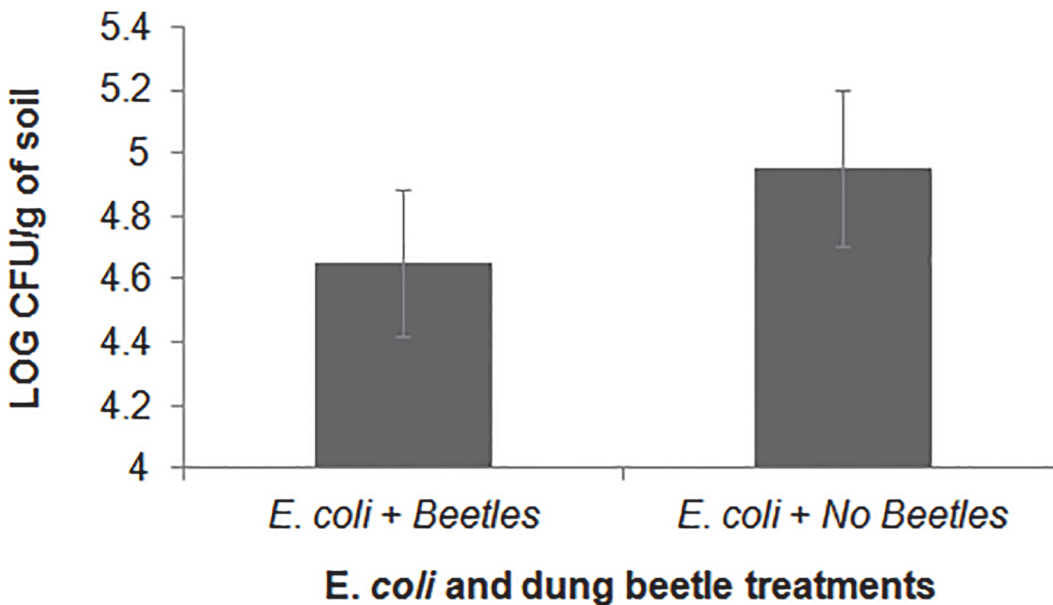 LOG CFU/g of soil
5.4
5.2
5
4.8
4.6
4.4
4.2
4
E. coli + Beetles
E. coli + No Beetles
E. coli and dung beetle treatments